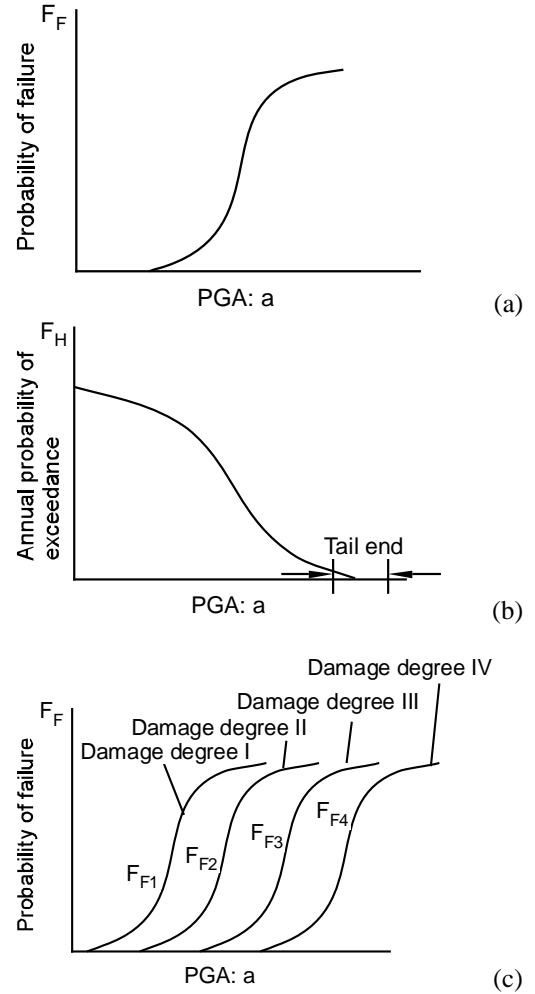 F_F
Probability of failure
PGA: a
(a)
F_H
Annual probability of
exceedance
Tail end
PGA: a
(b)
Damage degree IV
Damage degree III
Damage degree II
Damage degree I
F_F
Probability of failure
F_F1
F_F2
F_F3
F_F4
PGA: a
(c)